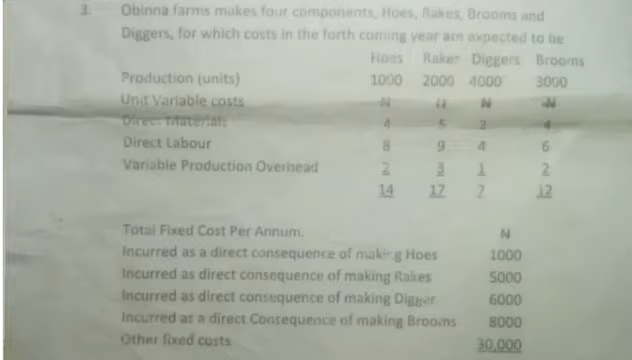 3. Obinna farms makes four components, Hoes, Rakes, Brooms and
Diggers, for which costs in the forth coming year are expected to be
Hoes Raker Diggers Brooms
Production (units) 1000 2000 4000 3000
Unit Variable costs N N N N
Direct Materials 4 5 2 4
Direct Labour 8 9 4 6
Variable Production Overhead 2 3 1 2
14 17 7 12
Total Fixed Cost Per Annum. N
Incurred as a direct consequence of making Hoes 1000
Incurred as direct consequence of making Rakes 5000
Incurred as direct consequence of making Digger 6000
Incurred as a direct Consequence of making Brooms 8000
Other fixed costs 30,000